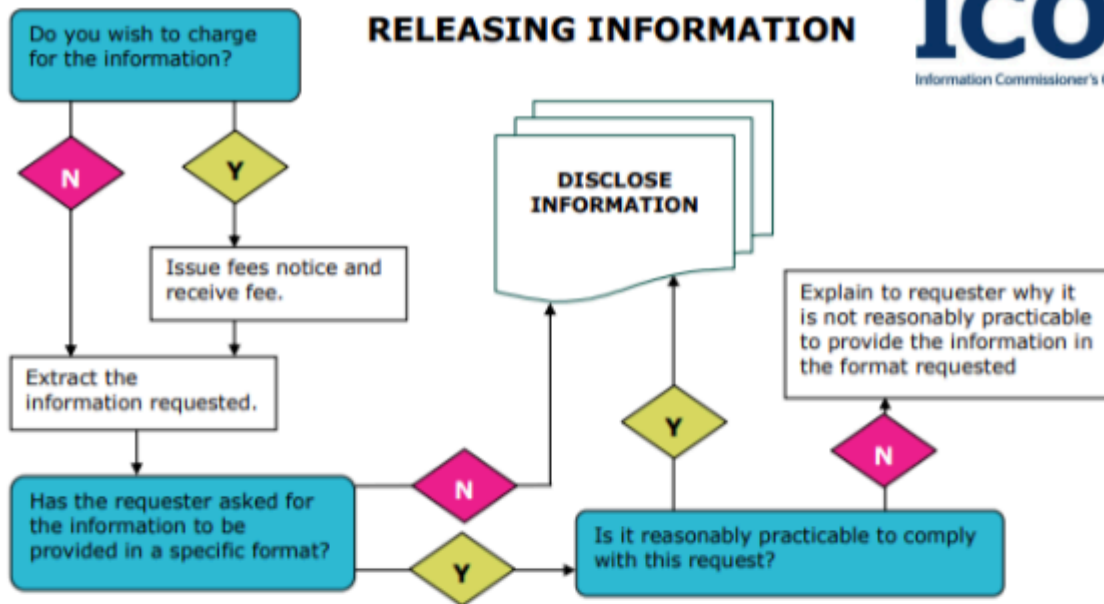 RELEASING INFORMATION
ICO
Information Commissioner's
Do you wish to charge
for the information?
N
Y
Issue fees notice and
receive fee.
Extract the
information requested.
Has the requester asked for
the information to be
provided in a specific format?
N
Y
DISCLOSE
INFORMATION
Y
N
Is it reasonably practicable to comply
with this request?
Explain to requester why it
is not reasonably practicable
to provide the information in
the format requested